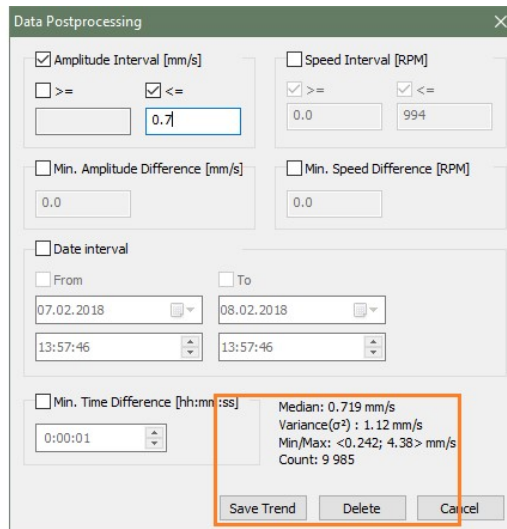 Data Postprocessing
Amplitude Interval [mm/s]
Speed Interval [RPM]
>= <=
>= <=
0.7
0.0 994
Min. Amplitude Difference [mm/s]
Min. Speed Difference [RPM]
0.0
0.0
Date interval
From To
07.02.2018 08.02.2018
13:57:46 13:57:46
Min. Time Difference [hh:mm:ss]
0:00:01
Median: 0.719 mm/s
Variance(σ²) : 1.12 mm/s
Min/Max: <0.242; 4.38> mm/s
Count: 9 985
Save Trend Delete Cancel